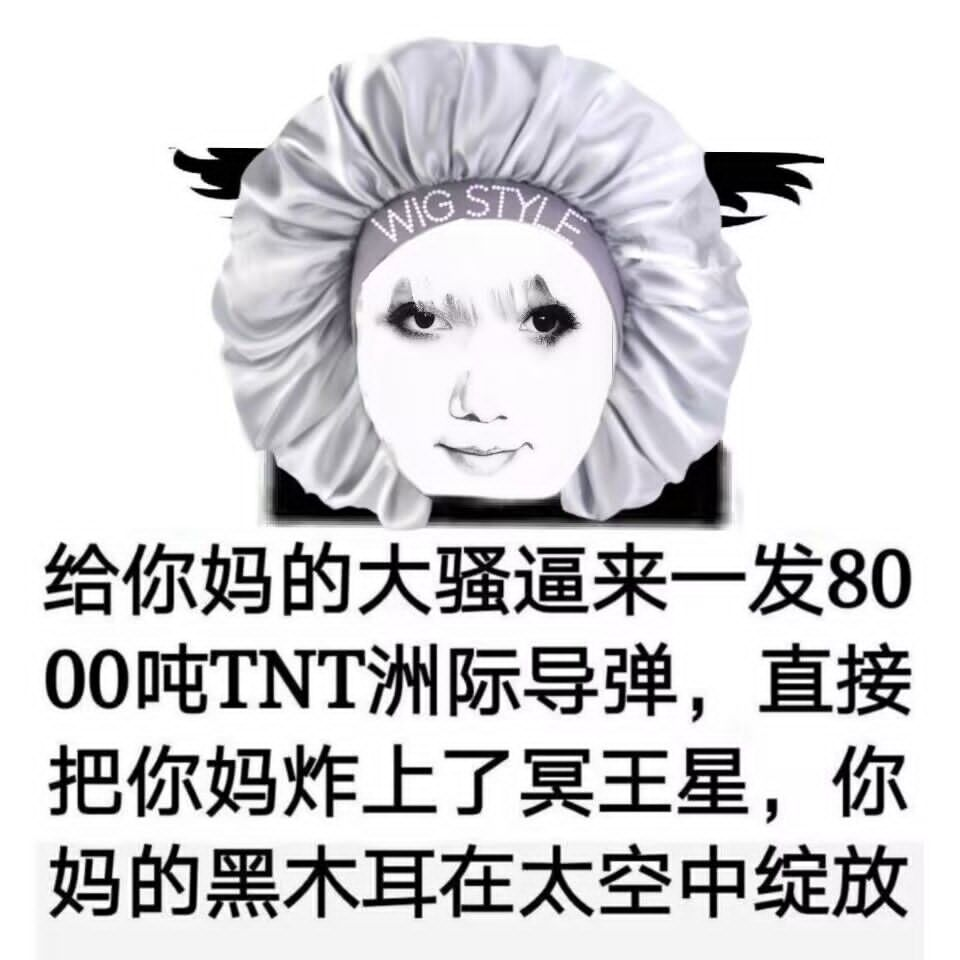 WIG STYLE
给你妈的大骚逼来一发80
00吨TNT洲际导弹，直接
把你妈炸上了冥王星，你
妈的黑木耳在太空中绽放